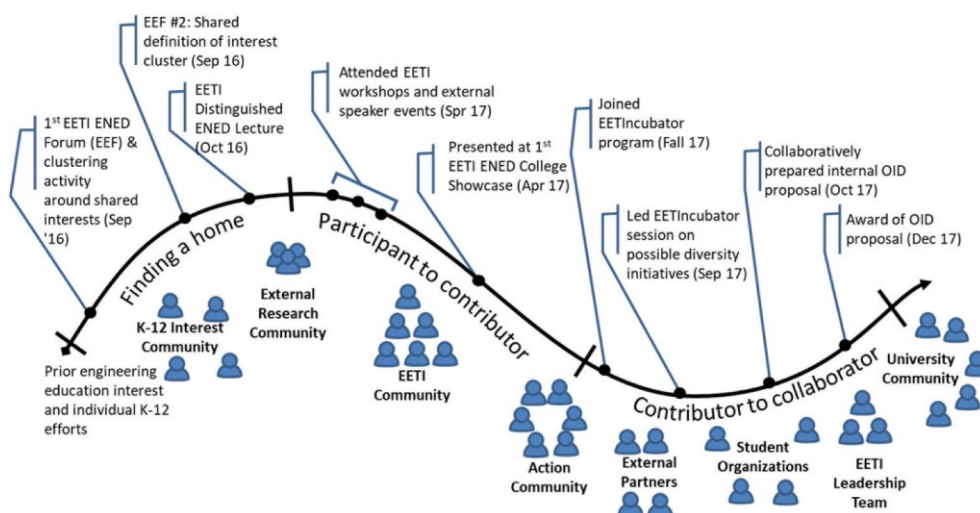 EEF #2: Shared
definition of interest
cluster (Sep 16)
EETI
Distinguished
ENED Lecture
(Oct 16)
Attended EETI
workshops and external
speaker events (Spr 17)
1st EETI ENED
Forum (EEF) &
clustering
activity
around shared
interests (Sep
'16)
Presented at 1st
EETI ENED College
Showcase (Apr 17)
Joined
EETIncubator
program (Fall 17)
Led EETIncubator
session on
possible diversity
initiatives (Sep 17)
Collaboratively
prepared internal OID
proposal (Oct 17)
Award of OID
proposal (Dec 17)
Finding a home
Participant to contributor
Contributor to collaborator
Prior engineering
education interest
and individual K-12
efforts
K-12 Interest
Community
External
Research
Community
EETI
Community
Action
Community
External
Partners
Student
Organizations
EETI
Leadership
Team
University
Community